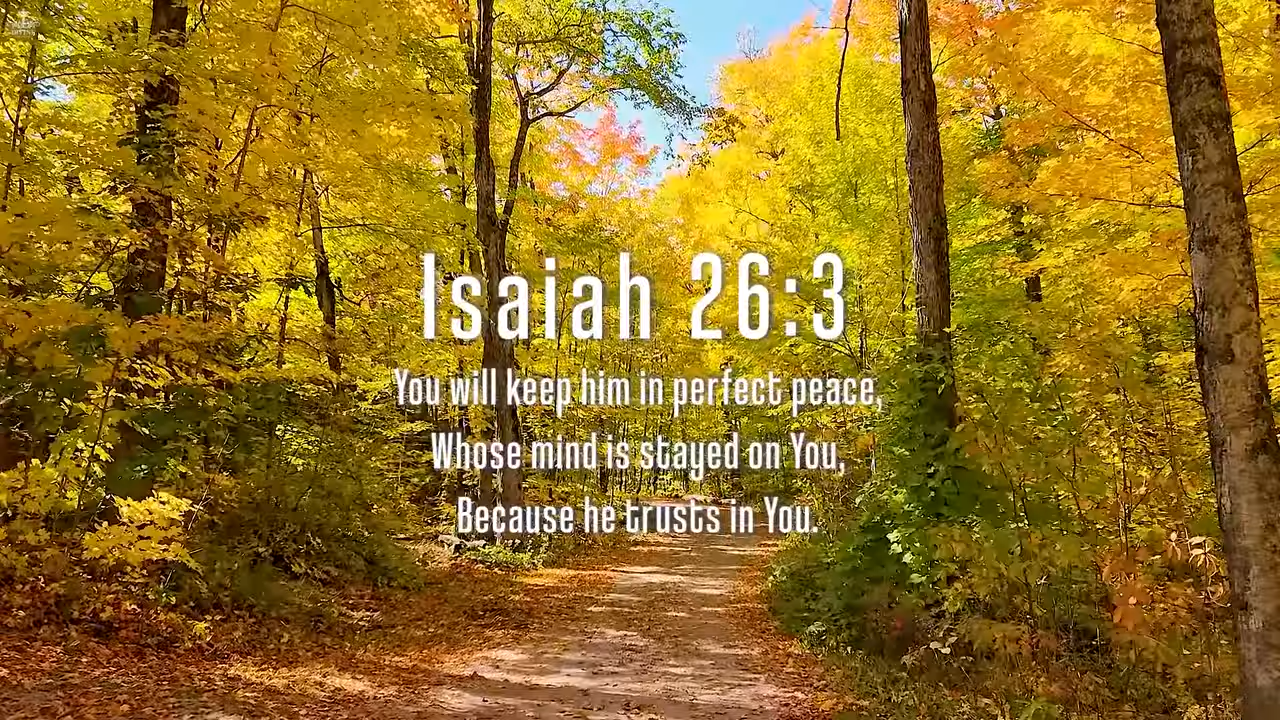 Isaiah 26:3
You will keep him in perfect peace,
Whose mind is stayed on You,
Because he trusts in You.